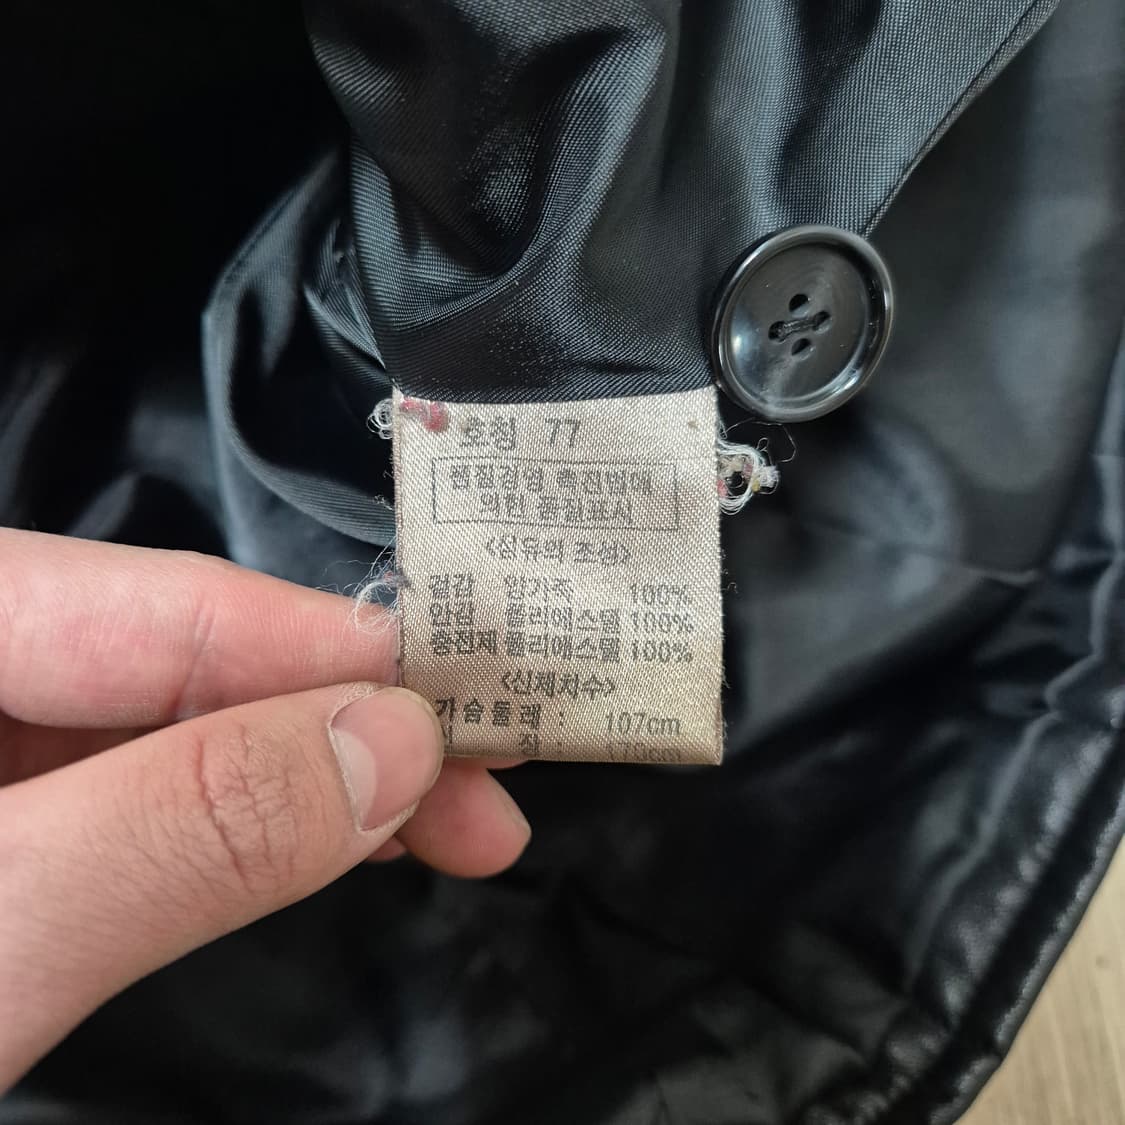 호칭 77
품질경영 촉진법에
의한 품질표시
<섬유의 조성>
겉감 양가죽 100%
안감 폴리에스텔 100%
충전재 폴리에스텔 100%
<신체치수>
가슴둘레 : 107cm
장 : 170cm